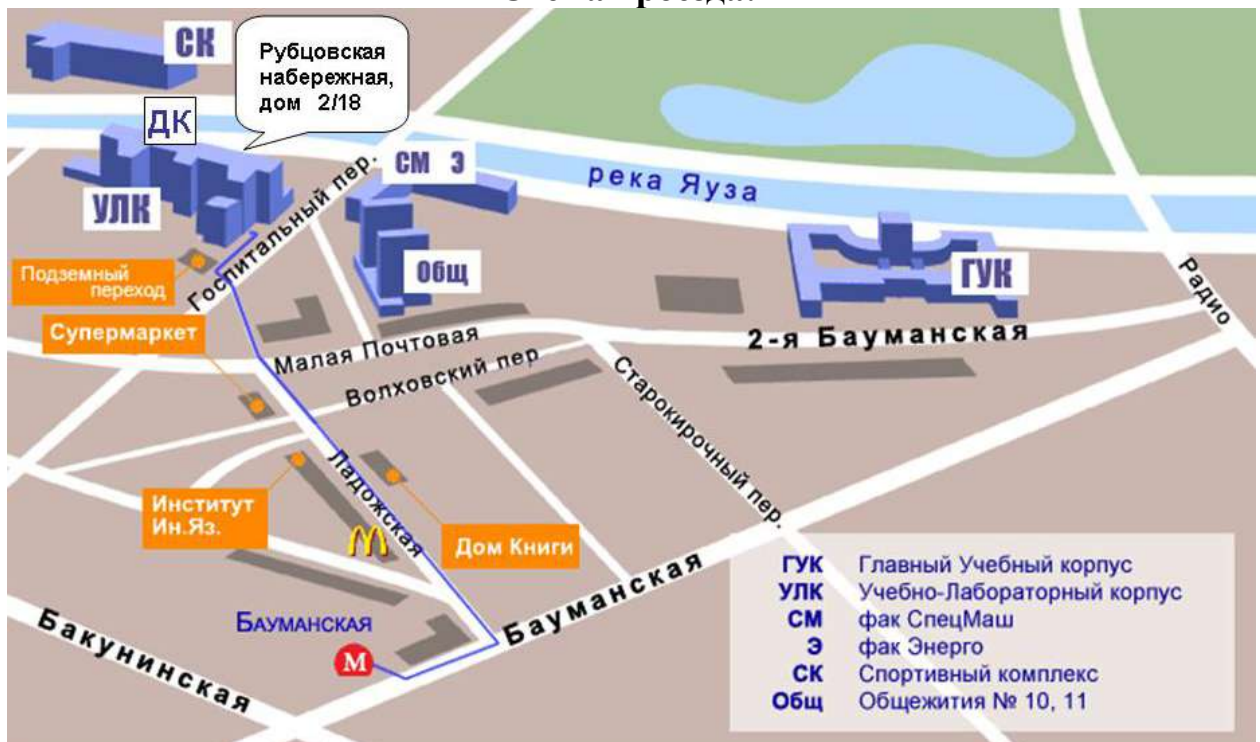 СК
Рубцовская
набережная,
дом 2/18
ДК
УЛК
СМ Э
река Яуза
Госпитальный пер.
Общ
ГУК
Радио
Подземный
переход
Супермаркет
Малая Почтовая
2-я Бауманская
Волховский пер
Старокирочный пер.
Ладожская
Институт
Ин.Яз.
Дом Книги
Бауманская
Бауманская
М
Бакунинская
ГУК Главный Учебный корпус
УЛК Учебно-Лабораторный корпус
СМ фак СпецМаш
Э фак Энерго
СК Спортивный комплекс
Общ Общежития № 10, 11